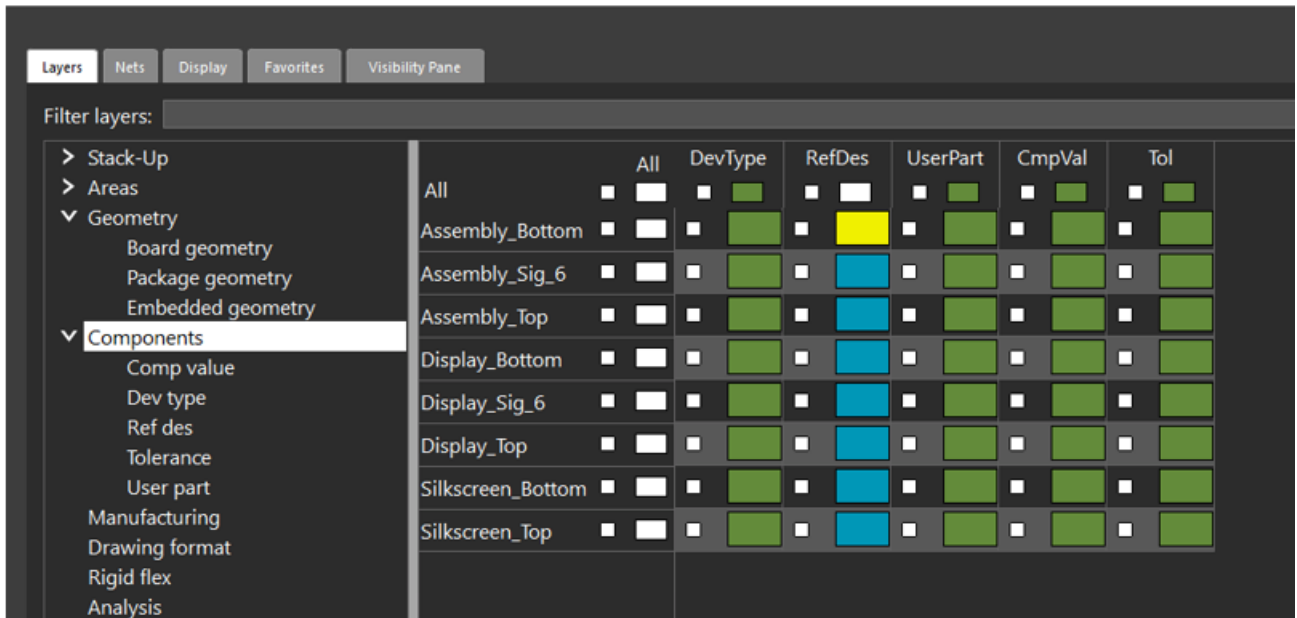 Layers Nets Display Favorites Visibility Pane
Filter layers:
Stack-Up
Areas
Geometry
Board geometry
Package geometry
Embedded geometry
Components
Comp value
Dev type
Ref des
Tolerance
User part
Manufacturing
Drawing format
Rigid flex
Analysis
All DevType RefDes UserPart CmpVal Tol
All
Assembly_Bottom
Assembly_Sig_6
Assembly_Top
Display_Bottom
Display_Sig_6
Display_Top
Silkscreen_Bottom
Silkscreen_Top